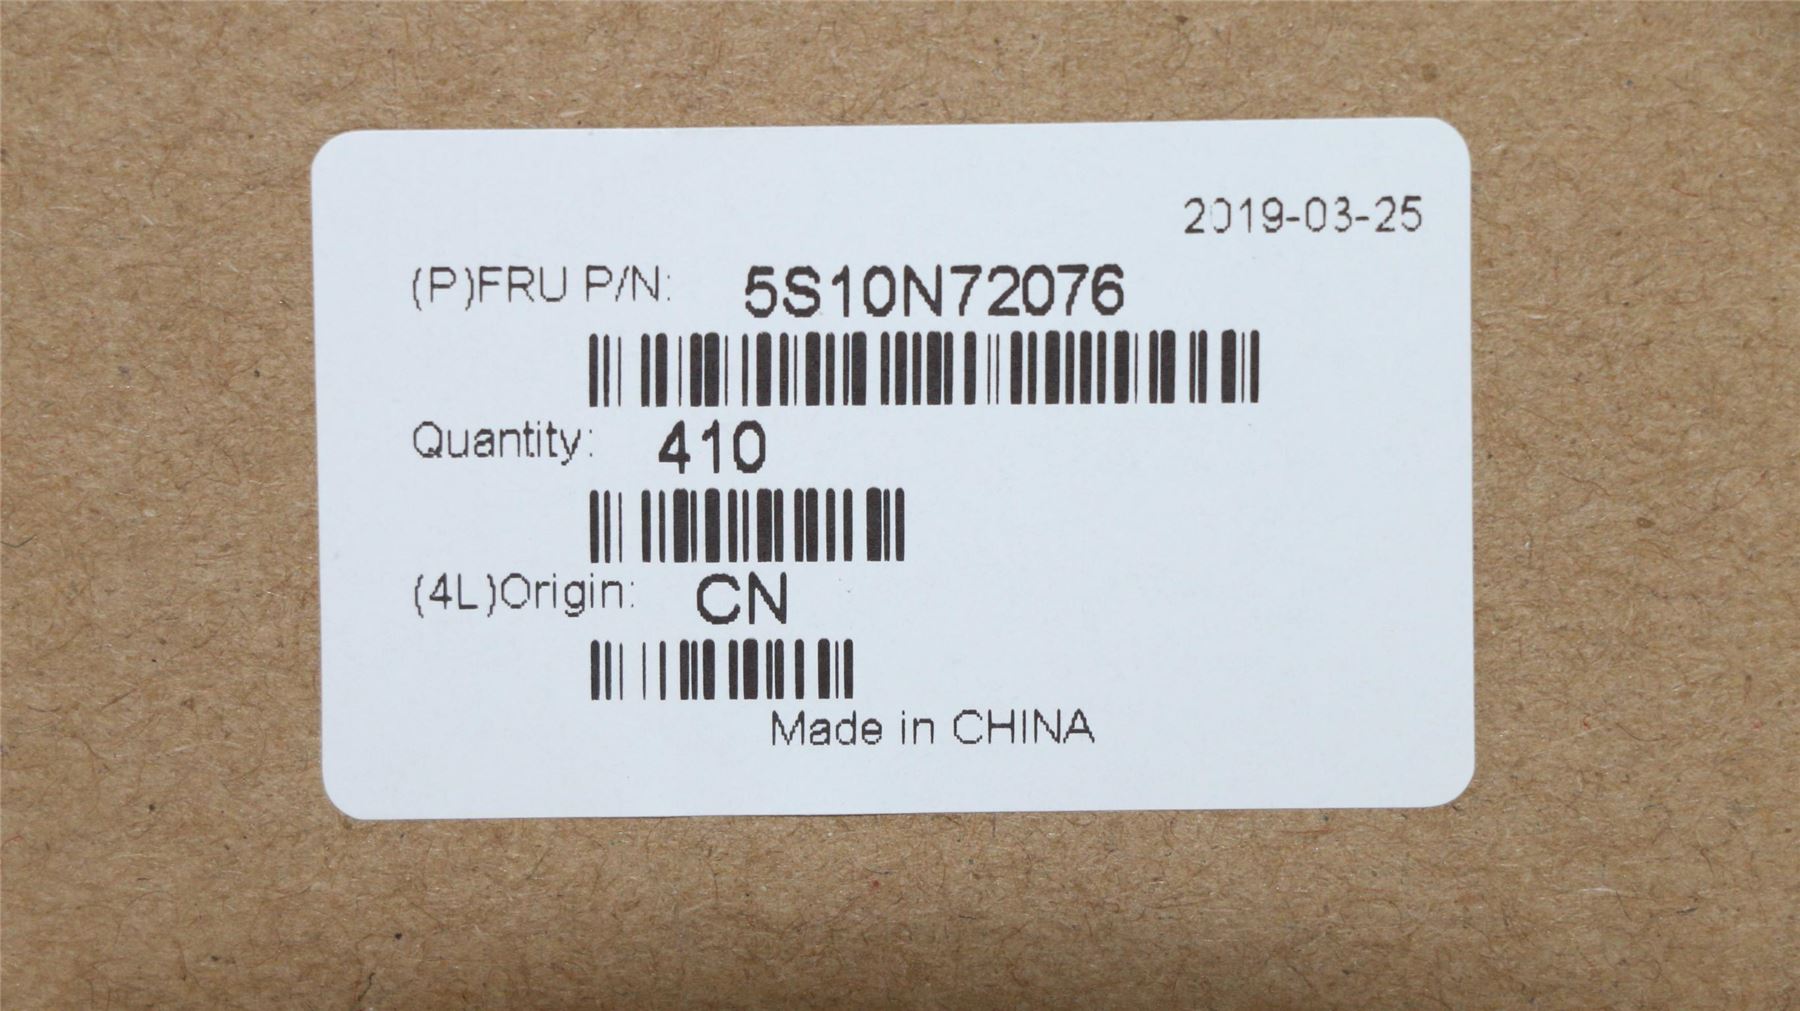 2019-03-25
(P)FRU P/N: 5S10N72076
Quantity: 410
(4L)Origin: CN
Made in CHINA